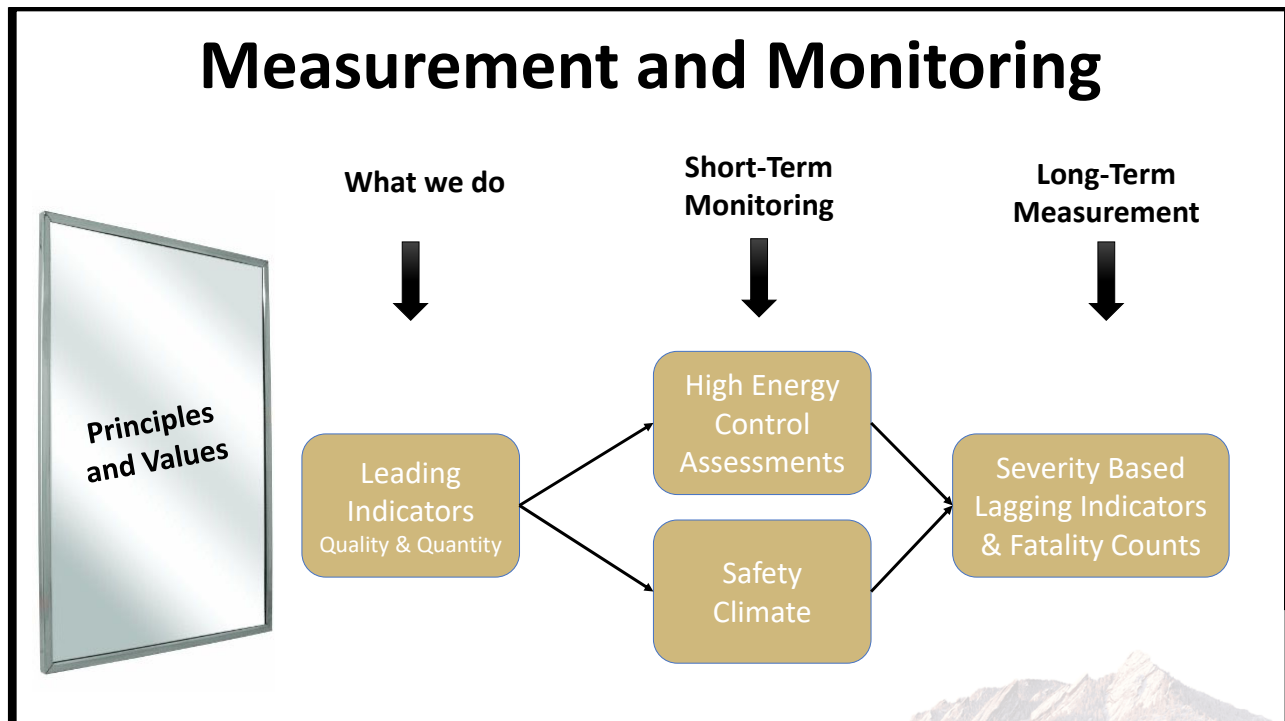 Measurement and Monitoring
What we do
Short-Term
Monitoring
Long-Term
Measurement
Principles
and Values
Leading
Indicators
Quality & Quantity
High Energy
Control
Assessments
Safety
Climate
Severity Based
Lagging Indicators
& Fatality Counts